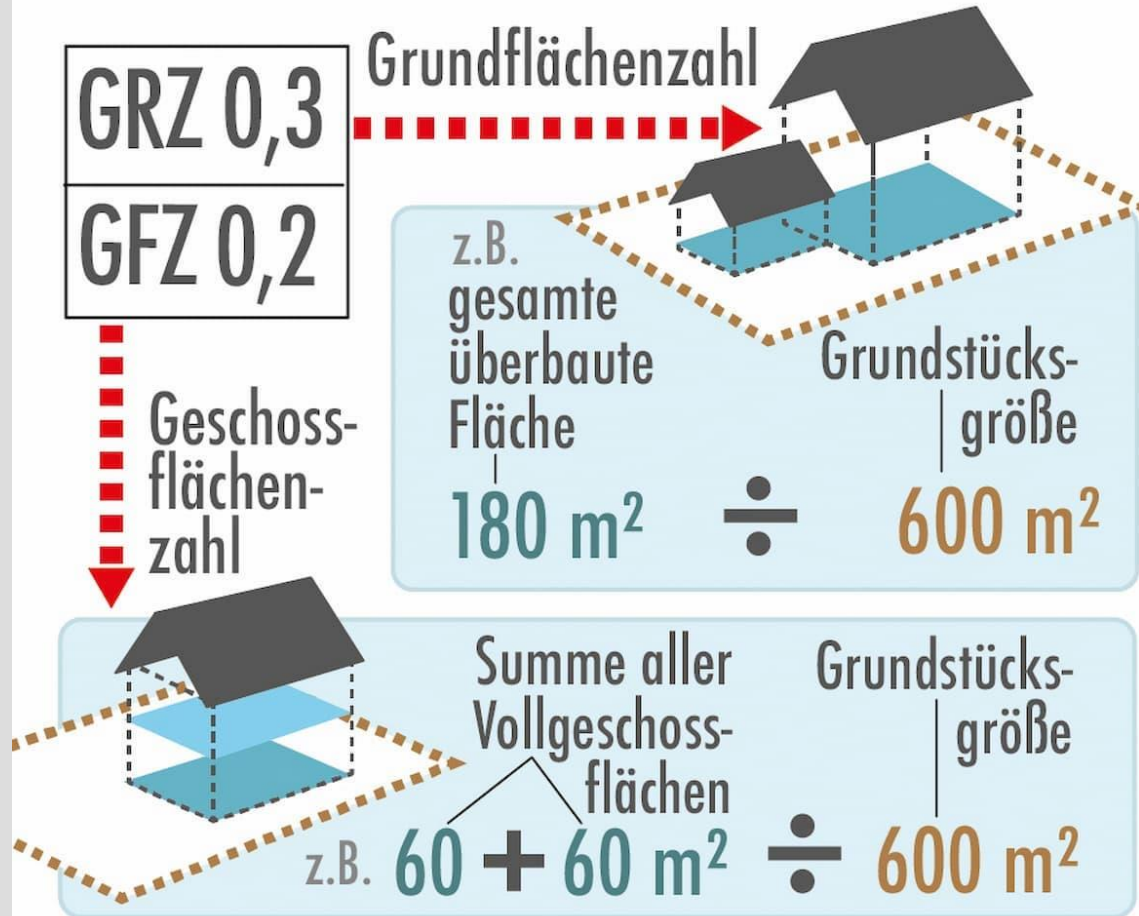 GRZ 0,3
GFZ 0,2
Grundflächenzahl
z.B.
gesamte
überbaute
Fläche
180 m²
÷
Grundstücks-
größe
600 m²
Geschoss-
flächen-
zahl
Summe aller
Vollgeschoss-
flächen
z.B. 60 + 60 m²
÷
Grundstücks-
größe
600 m²